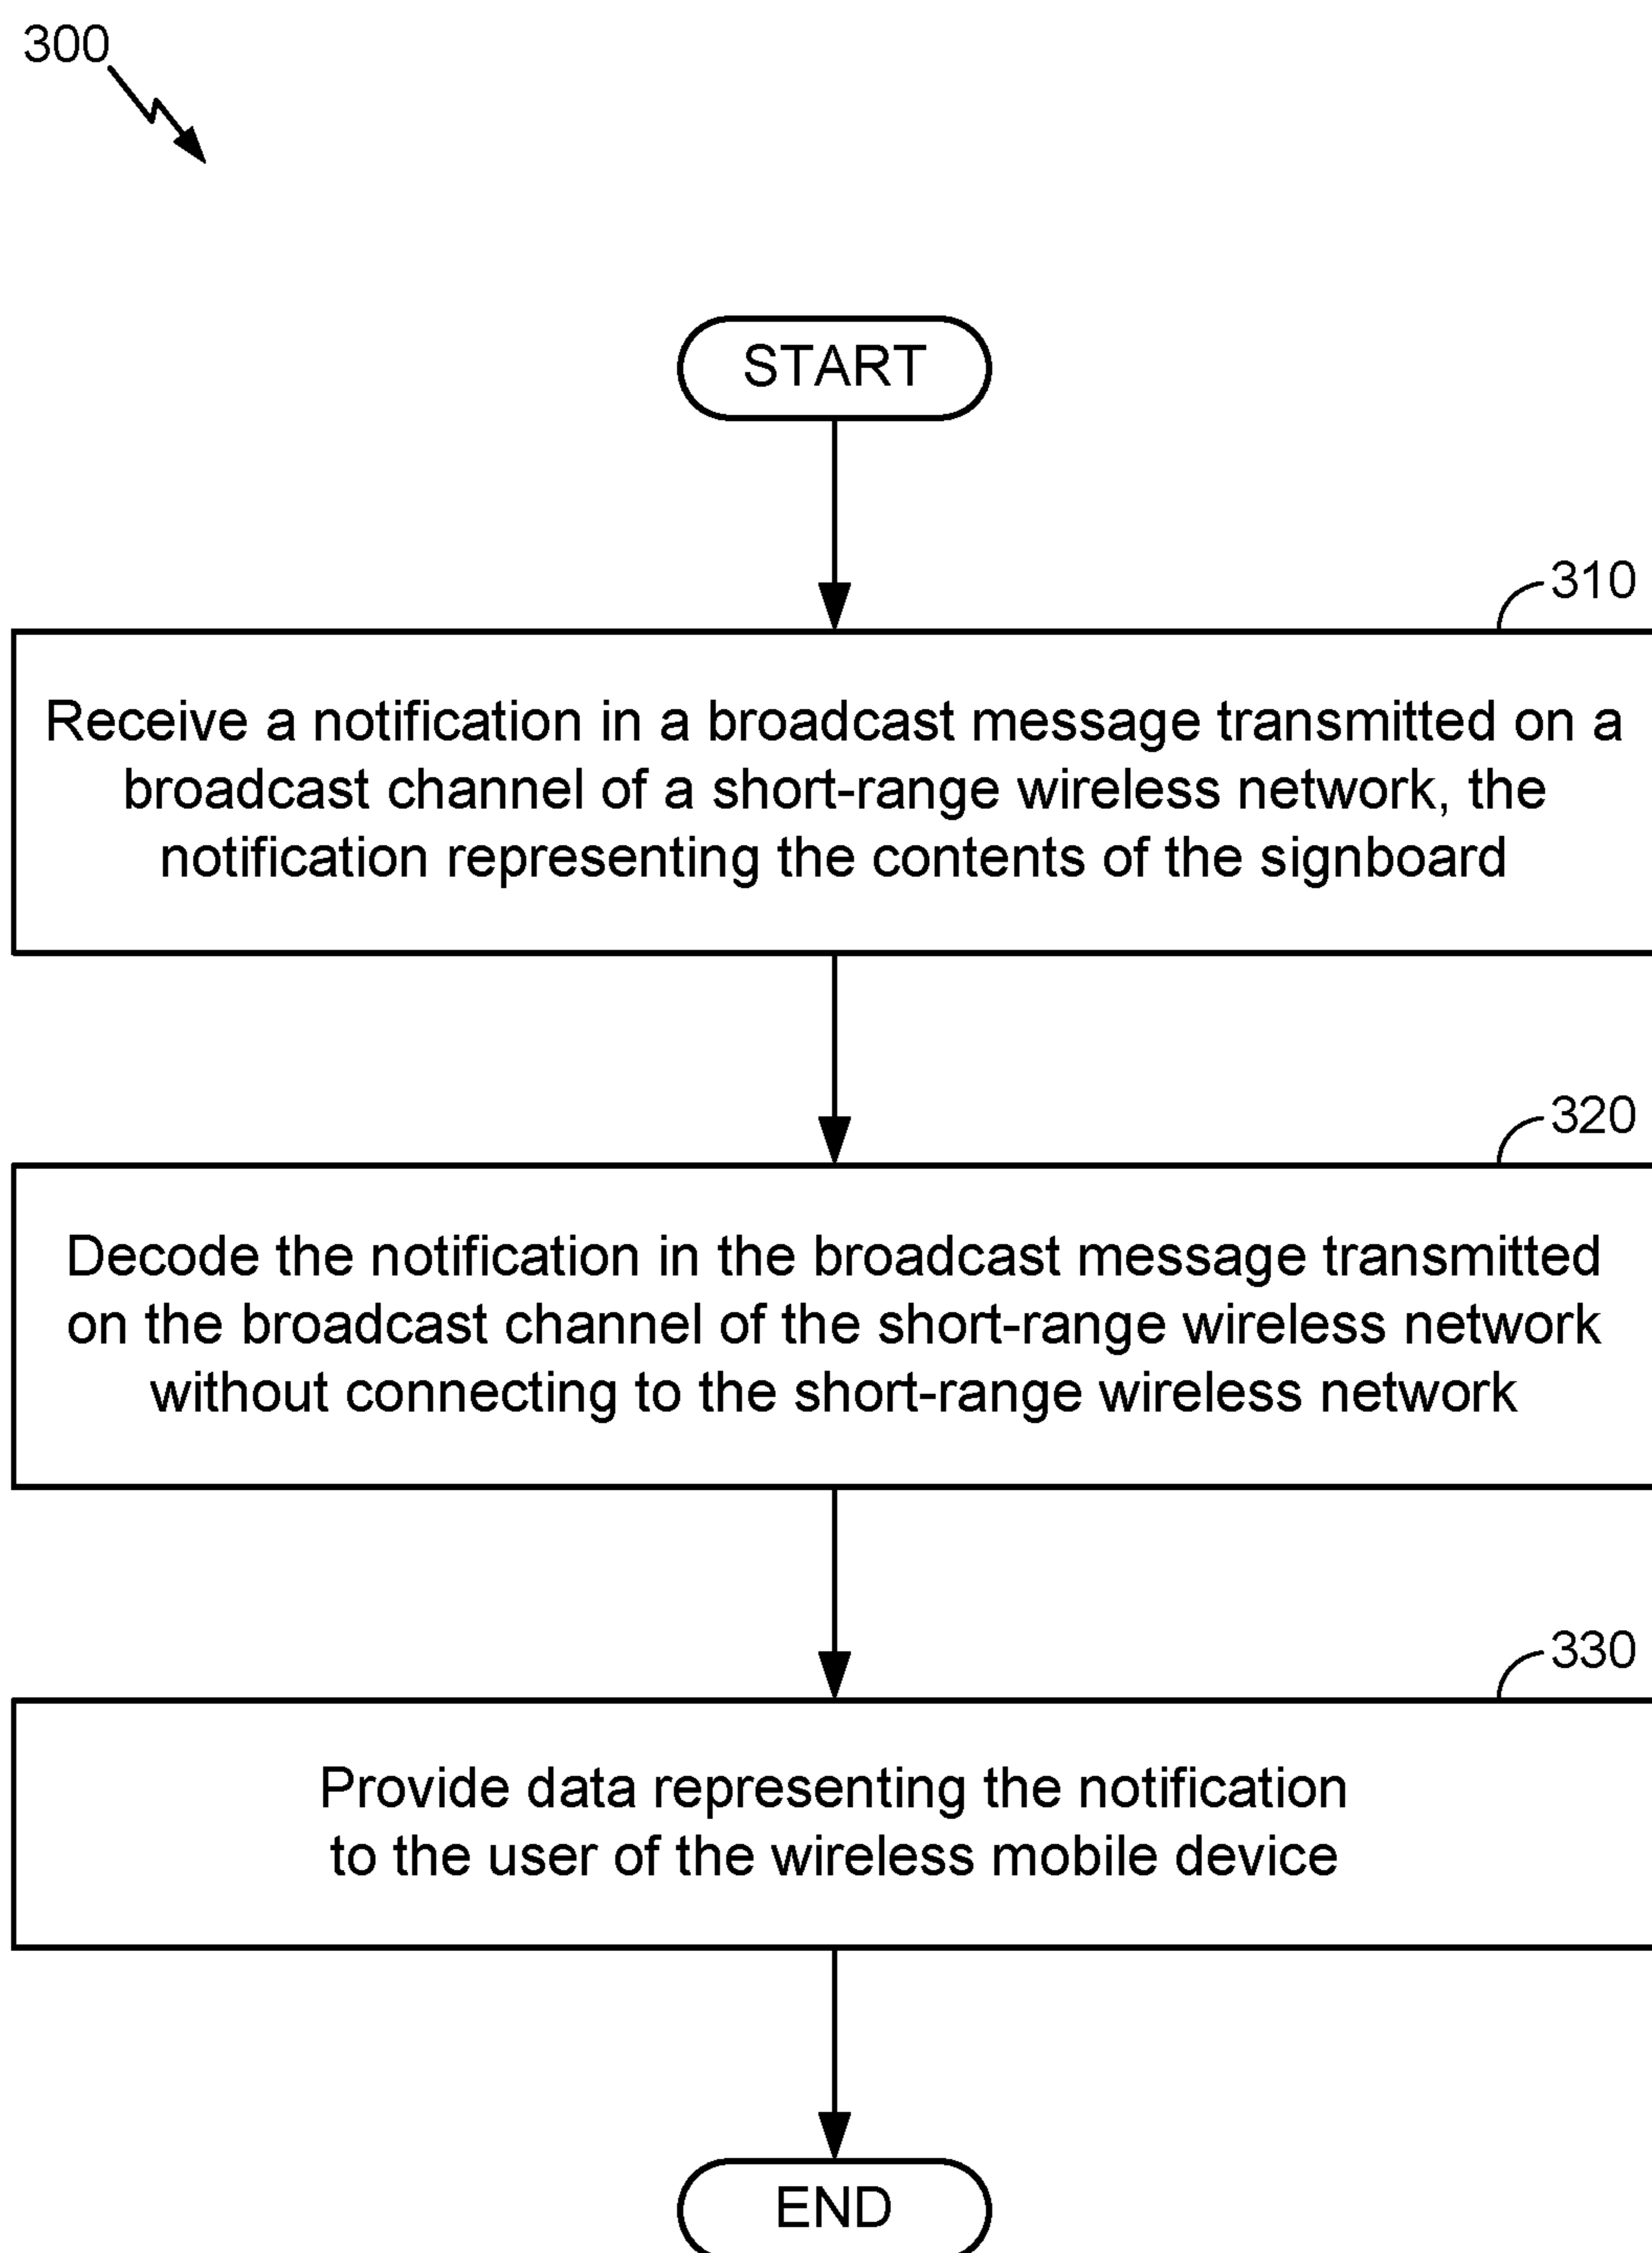 300
START
310
Receive a notification in a broadcast message transmitted on a
broadcast channel of a short-range wireless network, the
notification representing the contents of the signboard
320
Decode the notification in the broadcast message transmitted
on the broadcast channel of the short-range wireless network
without connecting to the short-range wireless network
330
Provide data representing the notification
to the user of the wireless mobile device
END